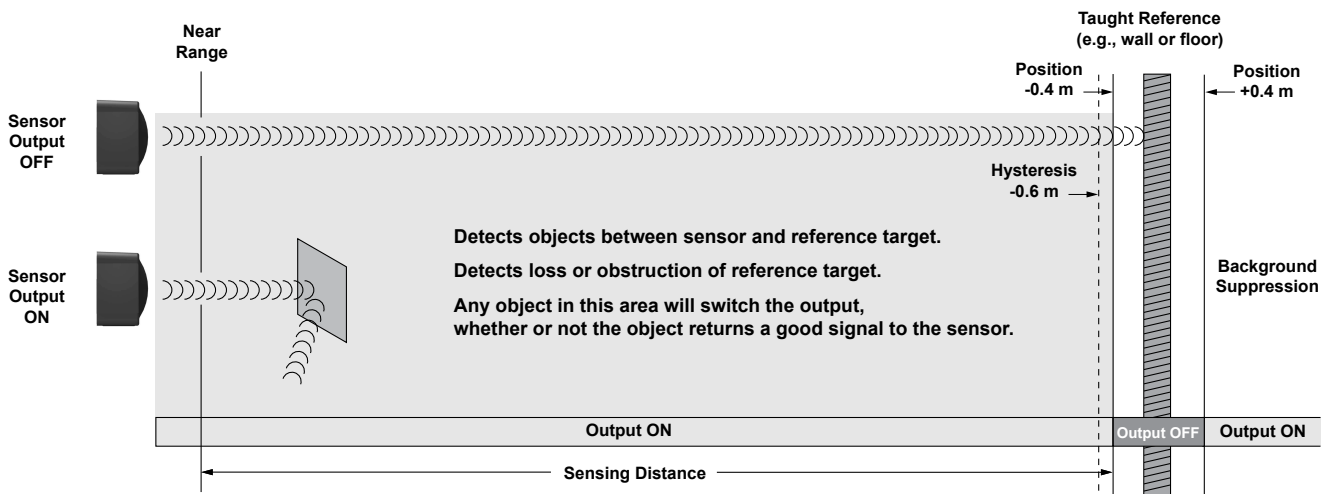 Near
Range
Taught Reference
(e.g., wall or floor)
Position
-0.4 m
Position
+0.4 m
Sensor
Output
OFF
Hysteresis
-0.6 m
Detects objects between sensor and reference target.
Detects loss or obstruction of reference target.
Any object in this area will switch the output,
whether or not the object returns a good signal to the sensor.
Sensor
Output
ON
Background
Suppression
Output ON
Output OFF
Output ON
Sensing Distance